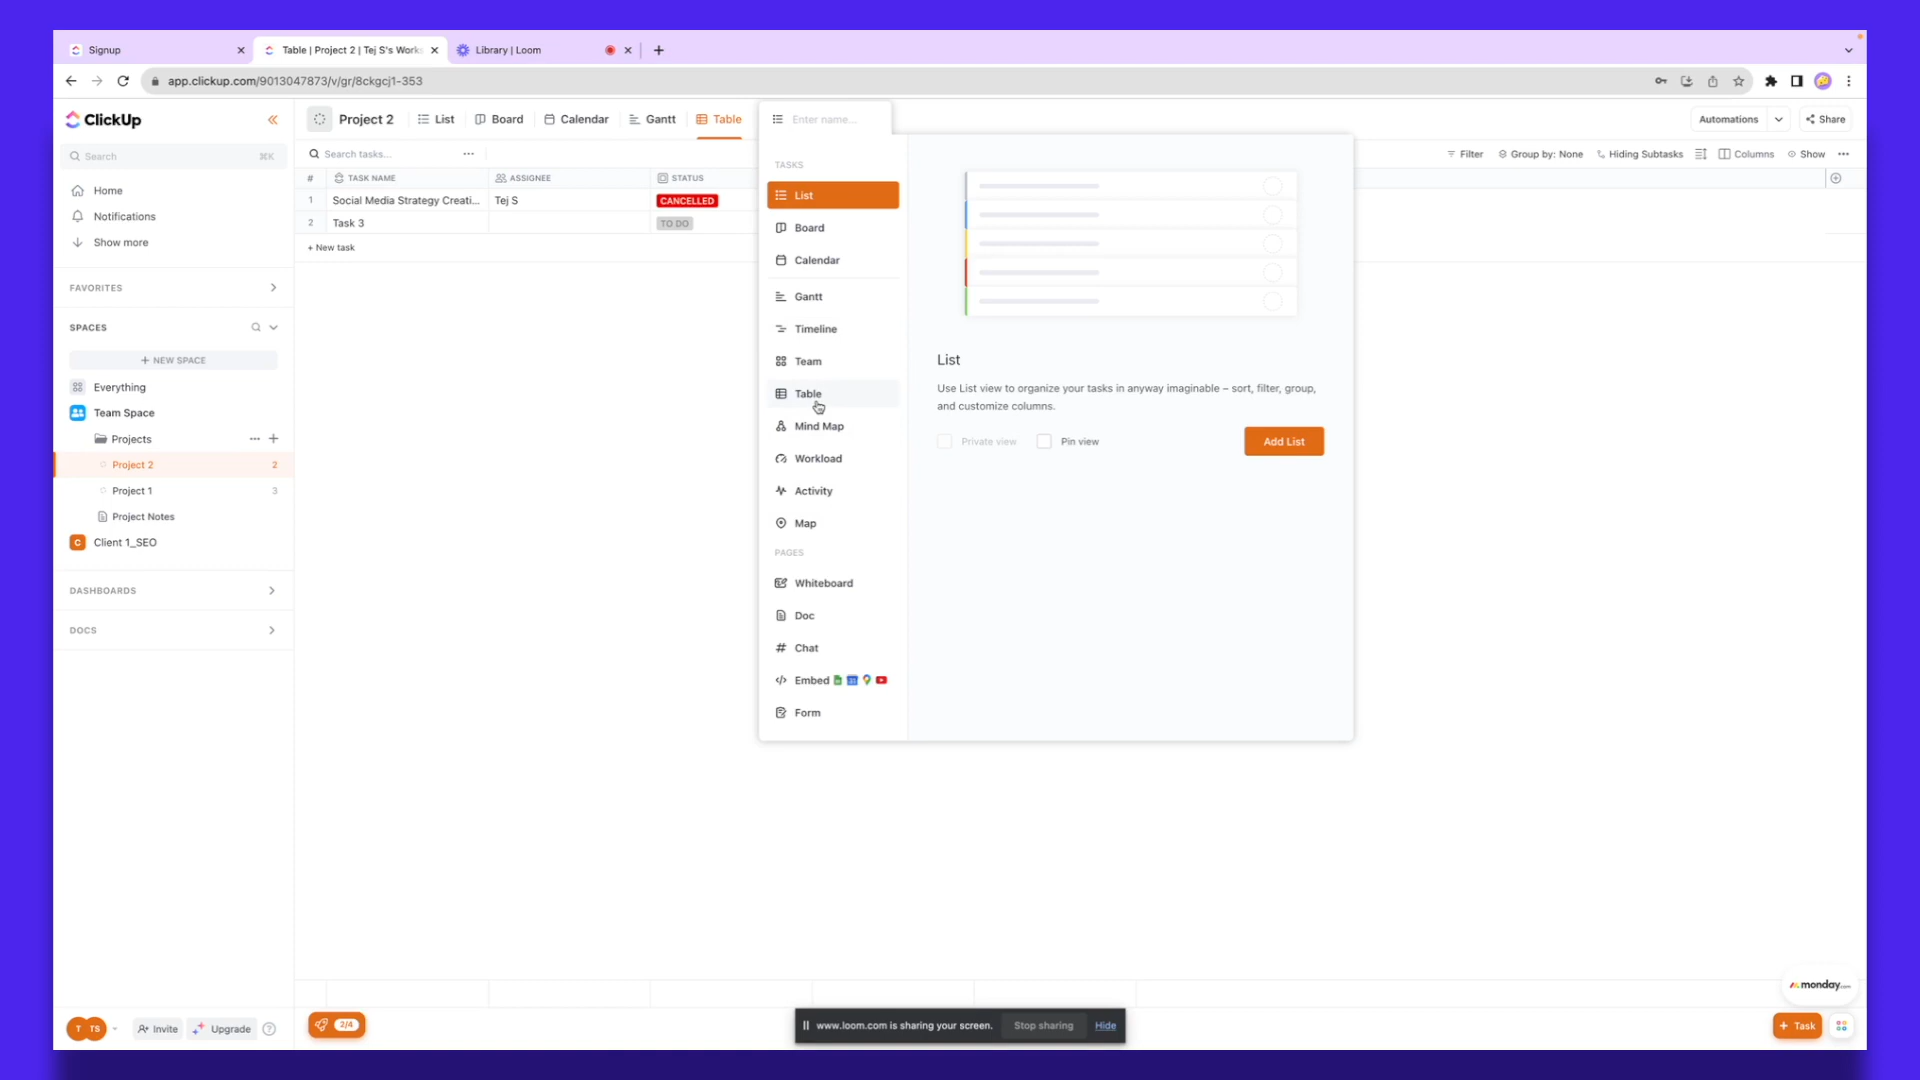 Signup
Table | Project 2 | Tej S's Works
Library | Loom
app.clickup.com/9013047873/v/gr/8ckgcj1-353
ClickUp
Project 2
List
Board
Calendar
Gantt
Table
Enter name...
Automations
Share
Search
⌘K
Search tasks...
Filter
Group by: None
Hiding Subtasks
Columns
Show
# TASK NAME ASSIGNEE STATUS
1 Social Media Strategy Creati... Tej S CANCELLED
2 Task 3 TO DO
+ New task
Home
Notifications
Show more
FAVORITES
SPACES
+ NEW SPACE
Everything
Team Space
Projects
Project 2 2
Project 1 3
Project Notes
C Client 1_SEO
DASHBOARDS
DOCS
TASKS
List
Board
Calendar
Gantt
Timeline
Team
Table
Mind Map
Workload
Activity
Map
PAGES
Whiteboard
Doc
Chat
Embed
Form
List
Use List view to organize your tasks in anyway imaginable – sort, filter, group,
and customize columns.
Private view
Pin view
Add List
monday.com
T TS
Invite
Upgrade
?
2/4
www.loom.com is sharing your screen.
Stop sharing
Hide
+ Task